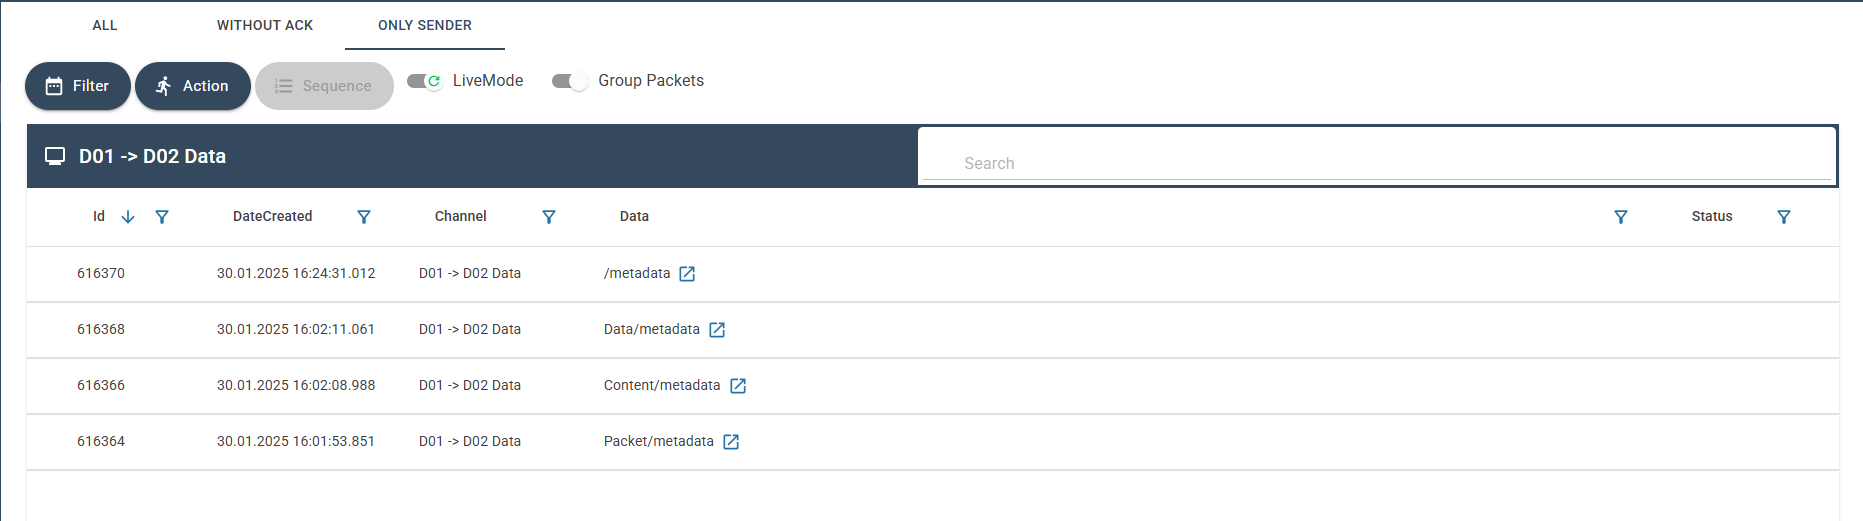 ALL WITHOUT ACK ONLY SENDER
Filter Action Sequence LiveMode Group Packets
D01 -> D02 Data Search
Id DateCreated Channel Data Status
616370 30.01.2025 16:24:31.012 D01 -> D02 Data /metadata
616368 30.01.2025 16:02:11.061 D01 -> D02 Data Data/metadata
616366 30.01.2025 16:02:08.988 D01 -> D02 Data Content/metadata
616364 30.01.2025 16:01:53.851 D01 -> D02 Data Packet/metadata